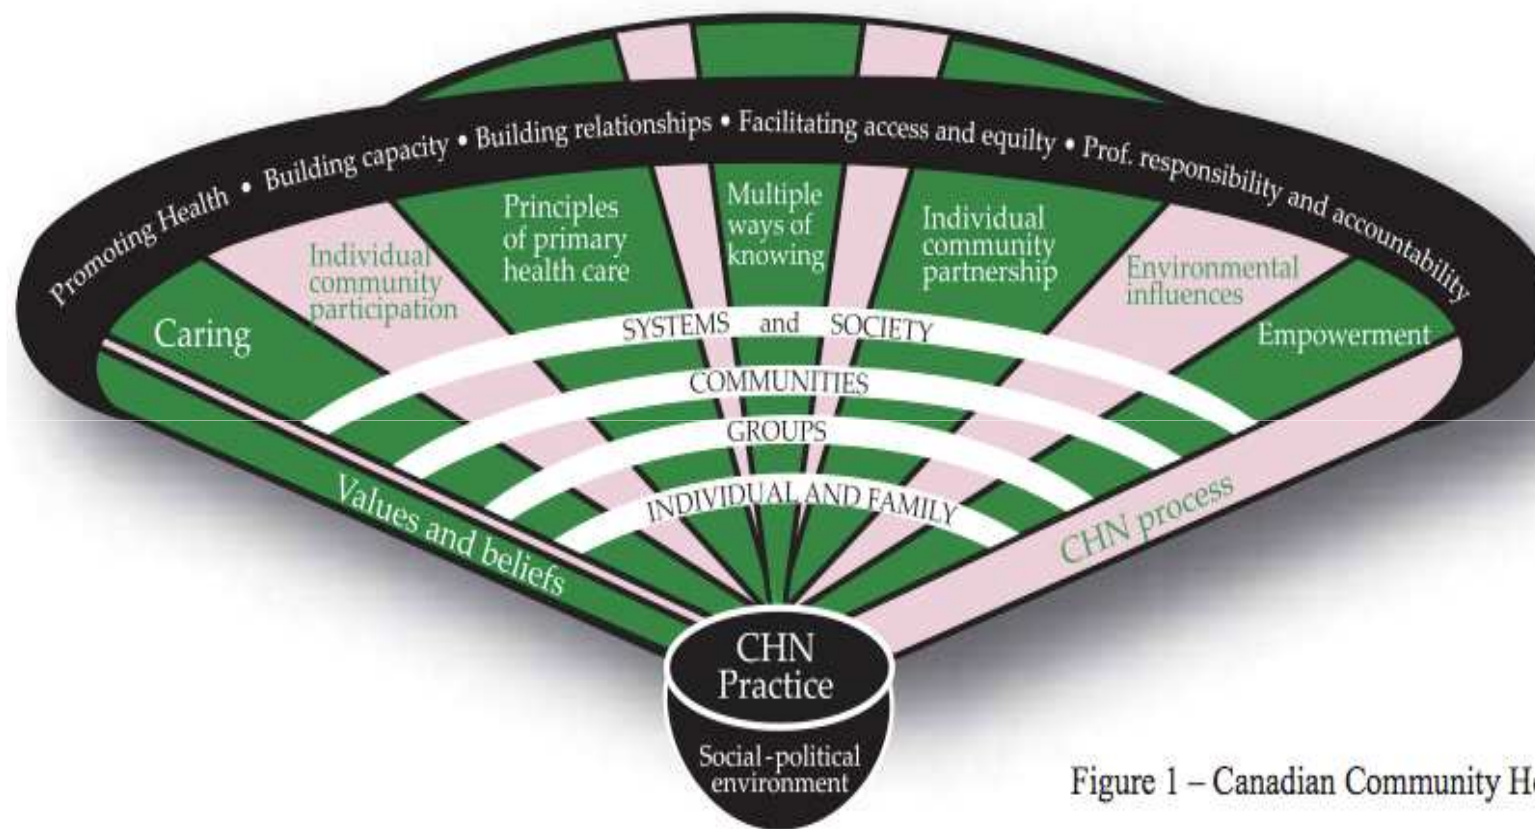 Promoting Health • Building capacity • Building relationships • Facilitating access and equilty • Prof. responsibility and accountability
Caring
Individual
community
participation
Principles
of primary
health care
Multiple
ways of
knowing
Individual
community
partnership
Environmental
influences
Empowerment
SYSTEMS and SOCIETY
COMMUNITIES
GROUPS
INDIVIDUAL AND FAMILY
Values and beliefs
CHN process
CHN
Practice
Social-political
environment
Figure 1 – Canadian Community